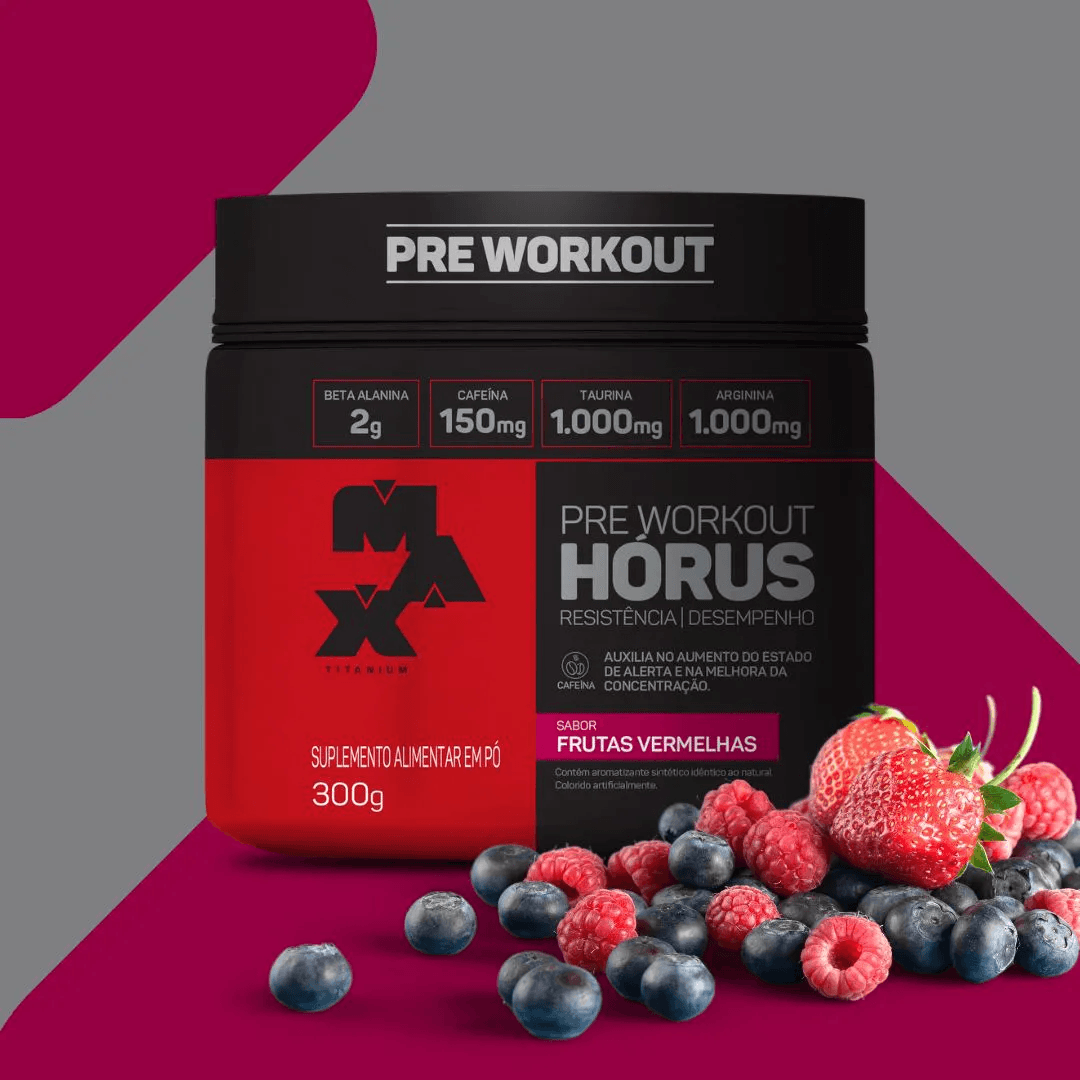 PRE WORKOUT
BETA ALANINA
2g
CAFEÍNA
150mg
TAURINA
1.000mg
ARGININA
1.000mg
MAX
TITANIUM
PRE WORKOUT
HÓRUS
RESISTÊNCIA | DESEMPENHO
CAFEÍNA
AUXILIA NO AUMENTO DO ESTADO
DE ALERTA E NA MELHORA DA
CONCENTRAÇÃO.
SABOR
FRUTAS VERMELHAS
Contém aromatizante sintético idêntico ao natural.
Colorido artificialmente.
SUPLEMENTO ALIMENTAR EM PÓ
300g